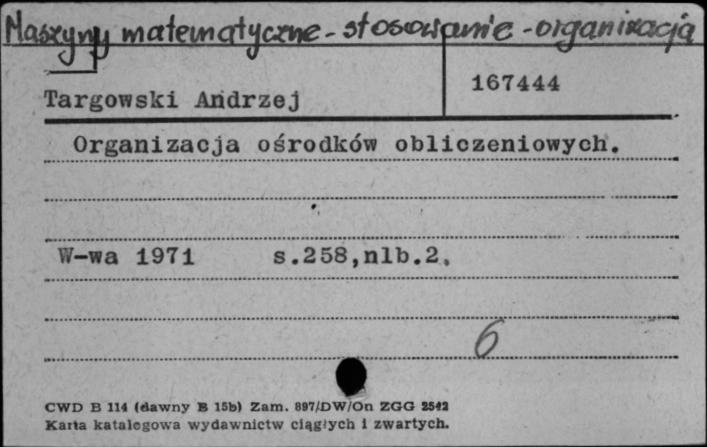 Maszyny matematyczne - stosowanie - organizacja
167444
Targowski Andrzej
Organizacja ośrodków obliczeniowych.
W-wa 1971 s.258,nlb.2.
6
CWD B 114 (dawny B 15b) Zam. 897/DW/On ZGG 2542
Karta katalogowa wydawnictw ciągłych i zwartych.